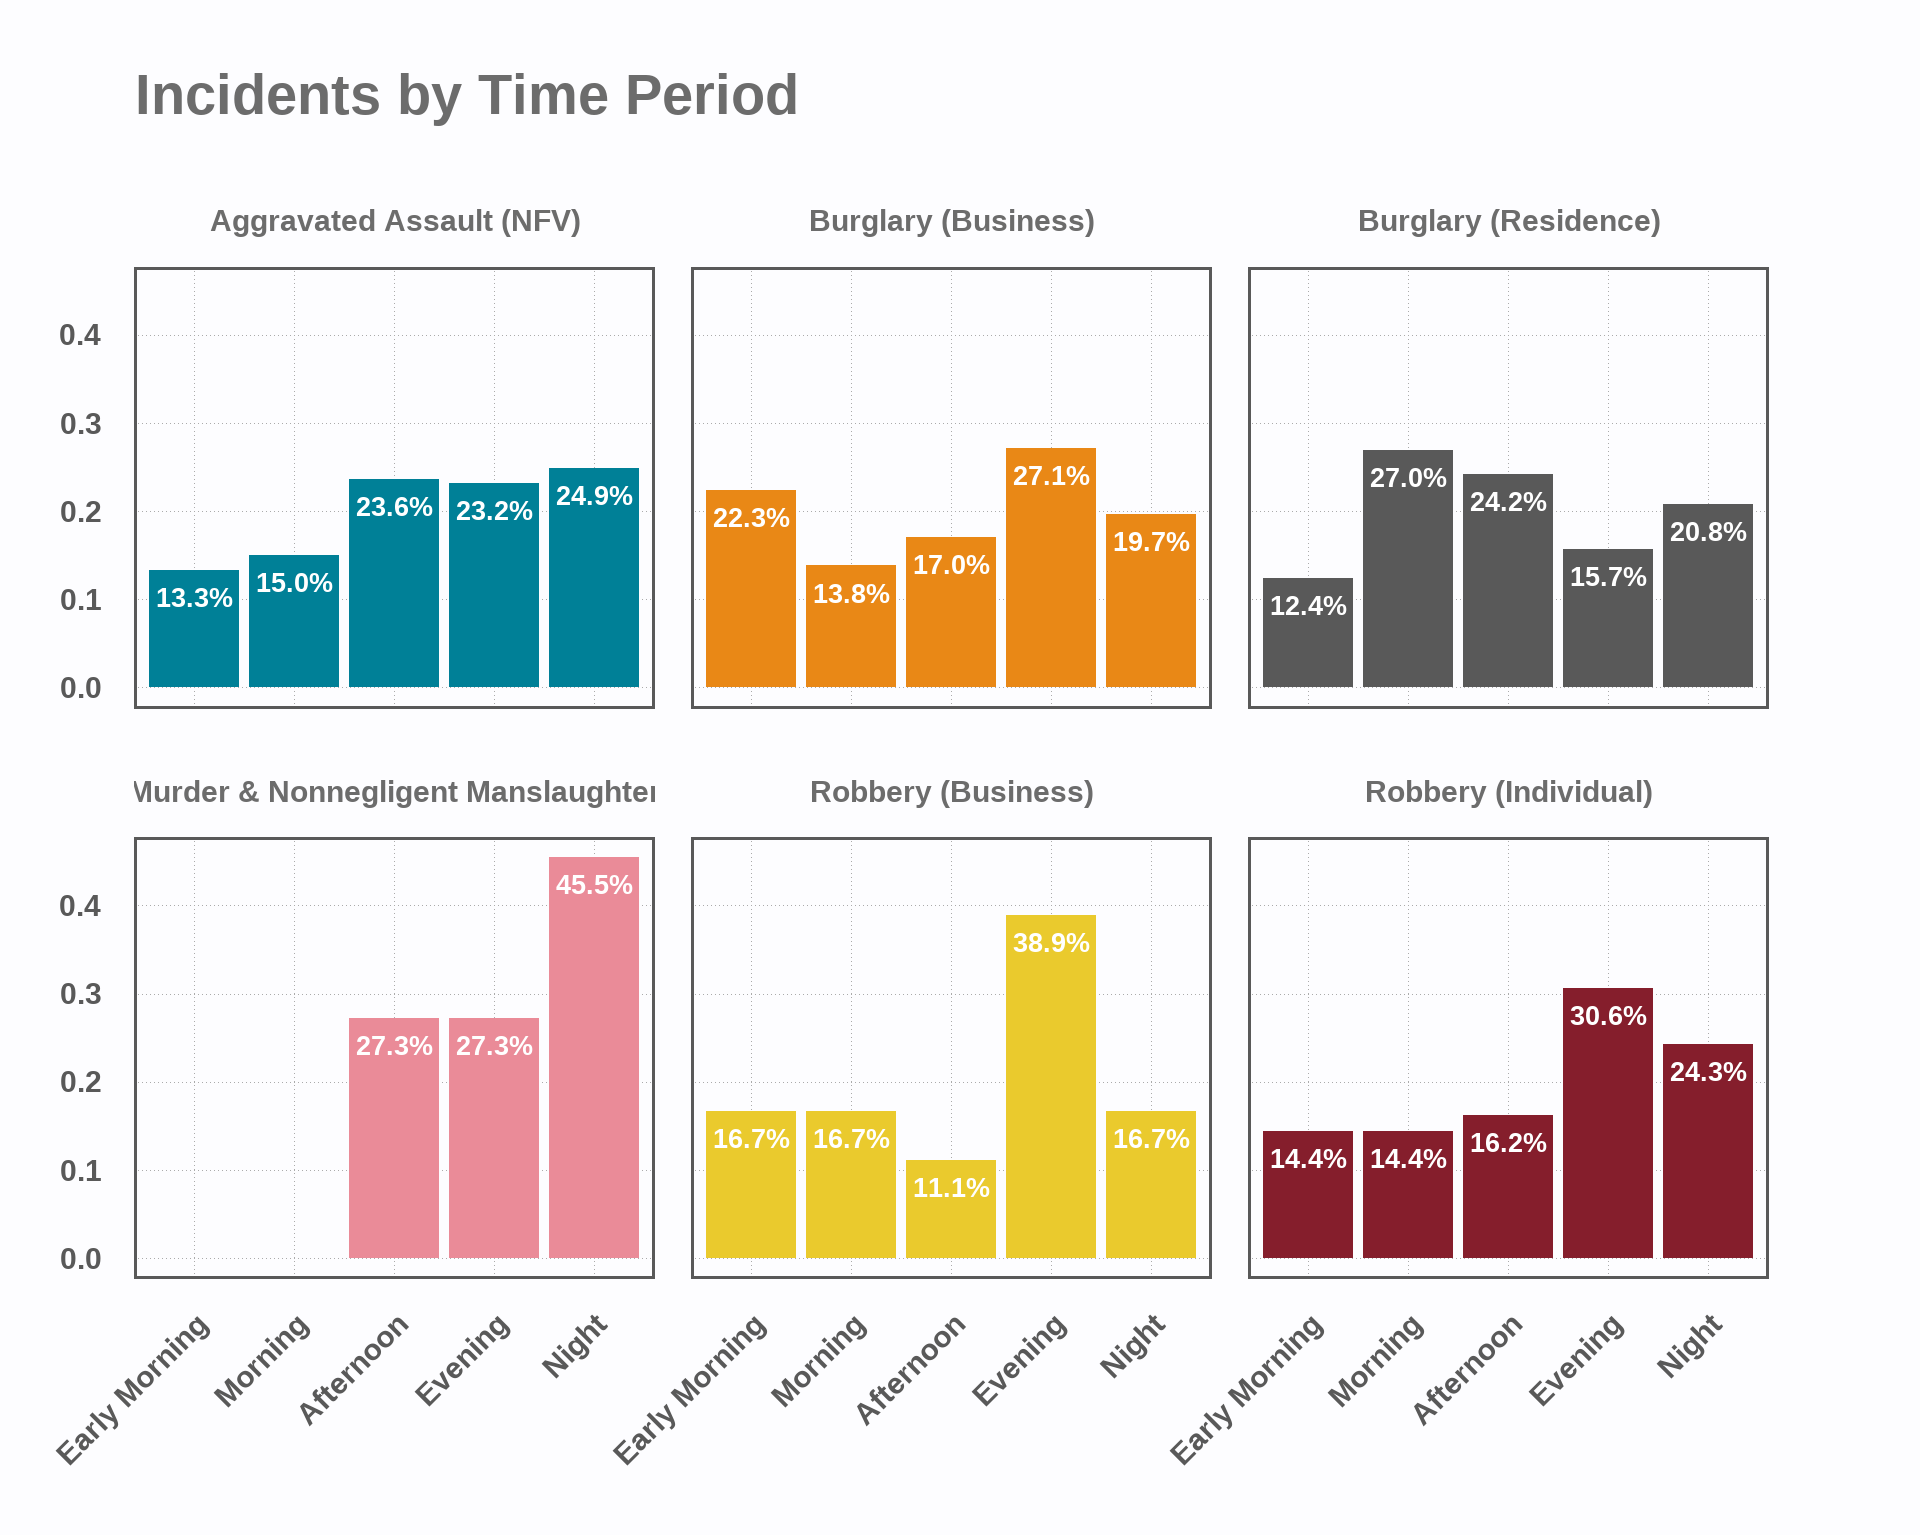 Incidents by Time Period
Aggravated Assault (NFV)
Burglary (Business)
Burglary (Residence)
0.4
0.3
0.2
0.1
0.0
13.3%
15.0%
23.6%
23.2%
24.9%
22.3%
13.8%
17.0%
27.1%
19.7%
12.4%
27.0%
24.2%
15.7%
20.8%
Murder & Nonnegligent Manslaughter
Robbery (Business)
Robbery (Individual)
0.4
0.3
0.2
0.1
0.0
27.3%
27.3%
45.5%
16.7%
16.7%
11.1%
38.9%
16.7%
14.4%
14.4%
16.2%
30.6%
24.3%
Early Morning
Morning
Afternoon
Evening
Night
Early Morning
Morning
Afternoon
Evening
Night
Early Morning
Morning
Afternoon
Evening
Night